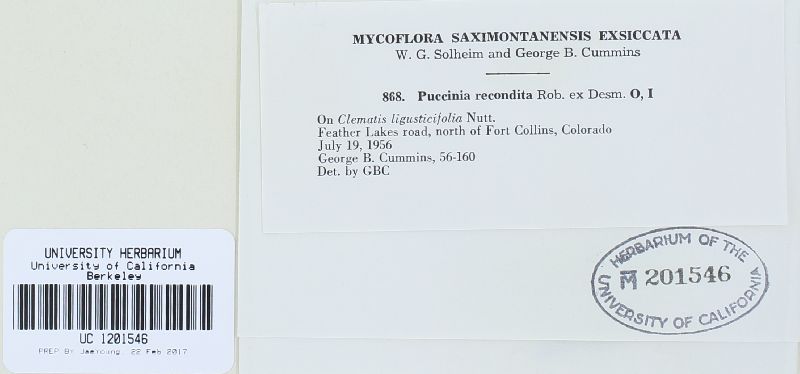 MYCOFLORA SAXIMONTANENSIS EXSICCATA
W. G. Solheim and George B. Cummins
868. Puccinia recondita Rob. ex Desm. O, I
On Clematis ligusticifolia Nutt.
Feather Lakes road, north of Fort Collins, Colorado
July 19, 1956
George B. Cummins, 56-160
Det. by GBC
HERBARIUM OF THE
M 201546
UNIVERSITY OF CALIFORNIA
UNIVERSITY HERBARIUM
University of California
Berkeley
UC 1201546
PREP BY JaeYoung, 22 Feb 2017